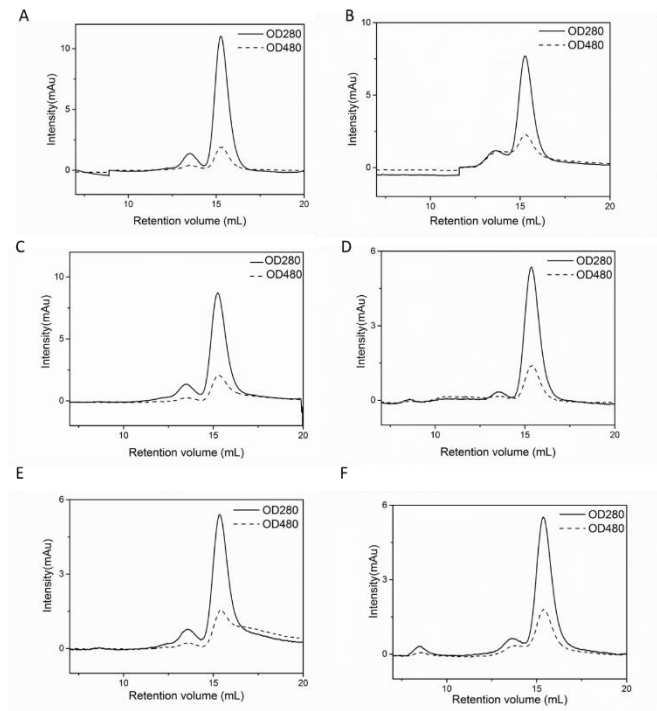 A
OD280
OD480
Intensity(mAu)
10
5
0
10
15
20
Retention volume (mL)
B
OD280
OD480
Intensity(mAu)
10
5
0
10
15
20
Retention volume (mL)
C
OD280
OD480
Intensity(mAu)
10
5
0
10
15
20
Retention volume (mL)
D
OD280
OD480
Intensity(mAu)
6
3
0
10
15
20
Retention volume (mL)
E
OD280
OD480
Intensity(mAu)
6
3
0
10
15
20
Retention volume (mL)
F
OD280
OD480
Intensity(mAu)
6
3
0
10
15
20
Retention volume (mL)